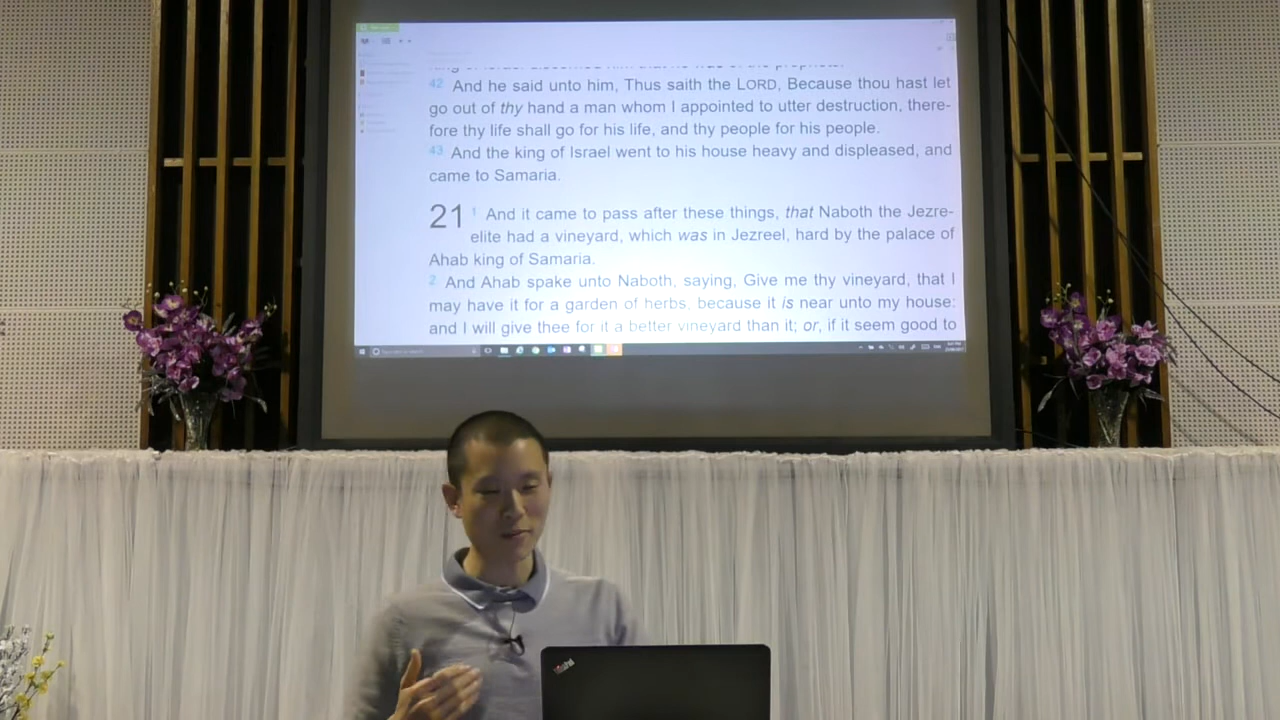 42 And he said unto him, Thus saith the LORD, Because thou hast let
go out of thy hand a man whom I appointed to utter destruction, there-
fore thy life shall go for his life, and thy people for his people.
43 And the king of Israel went to his house heavy and displeased, and
came to Samaria.
21 1 And it came to pass after these things, that Naboth the Jezre-
elite had a vineyard, which was in Jezreel, hard by the palace of
Ahab king of Samaria.
2 And Ahab spake unto Naboth, saying, Give me thy vineyard, that I
may have it for a garden of herbs, because it is near unto my house:
and I will give thee for it a better vineyard than it; or, if it seem good to